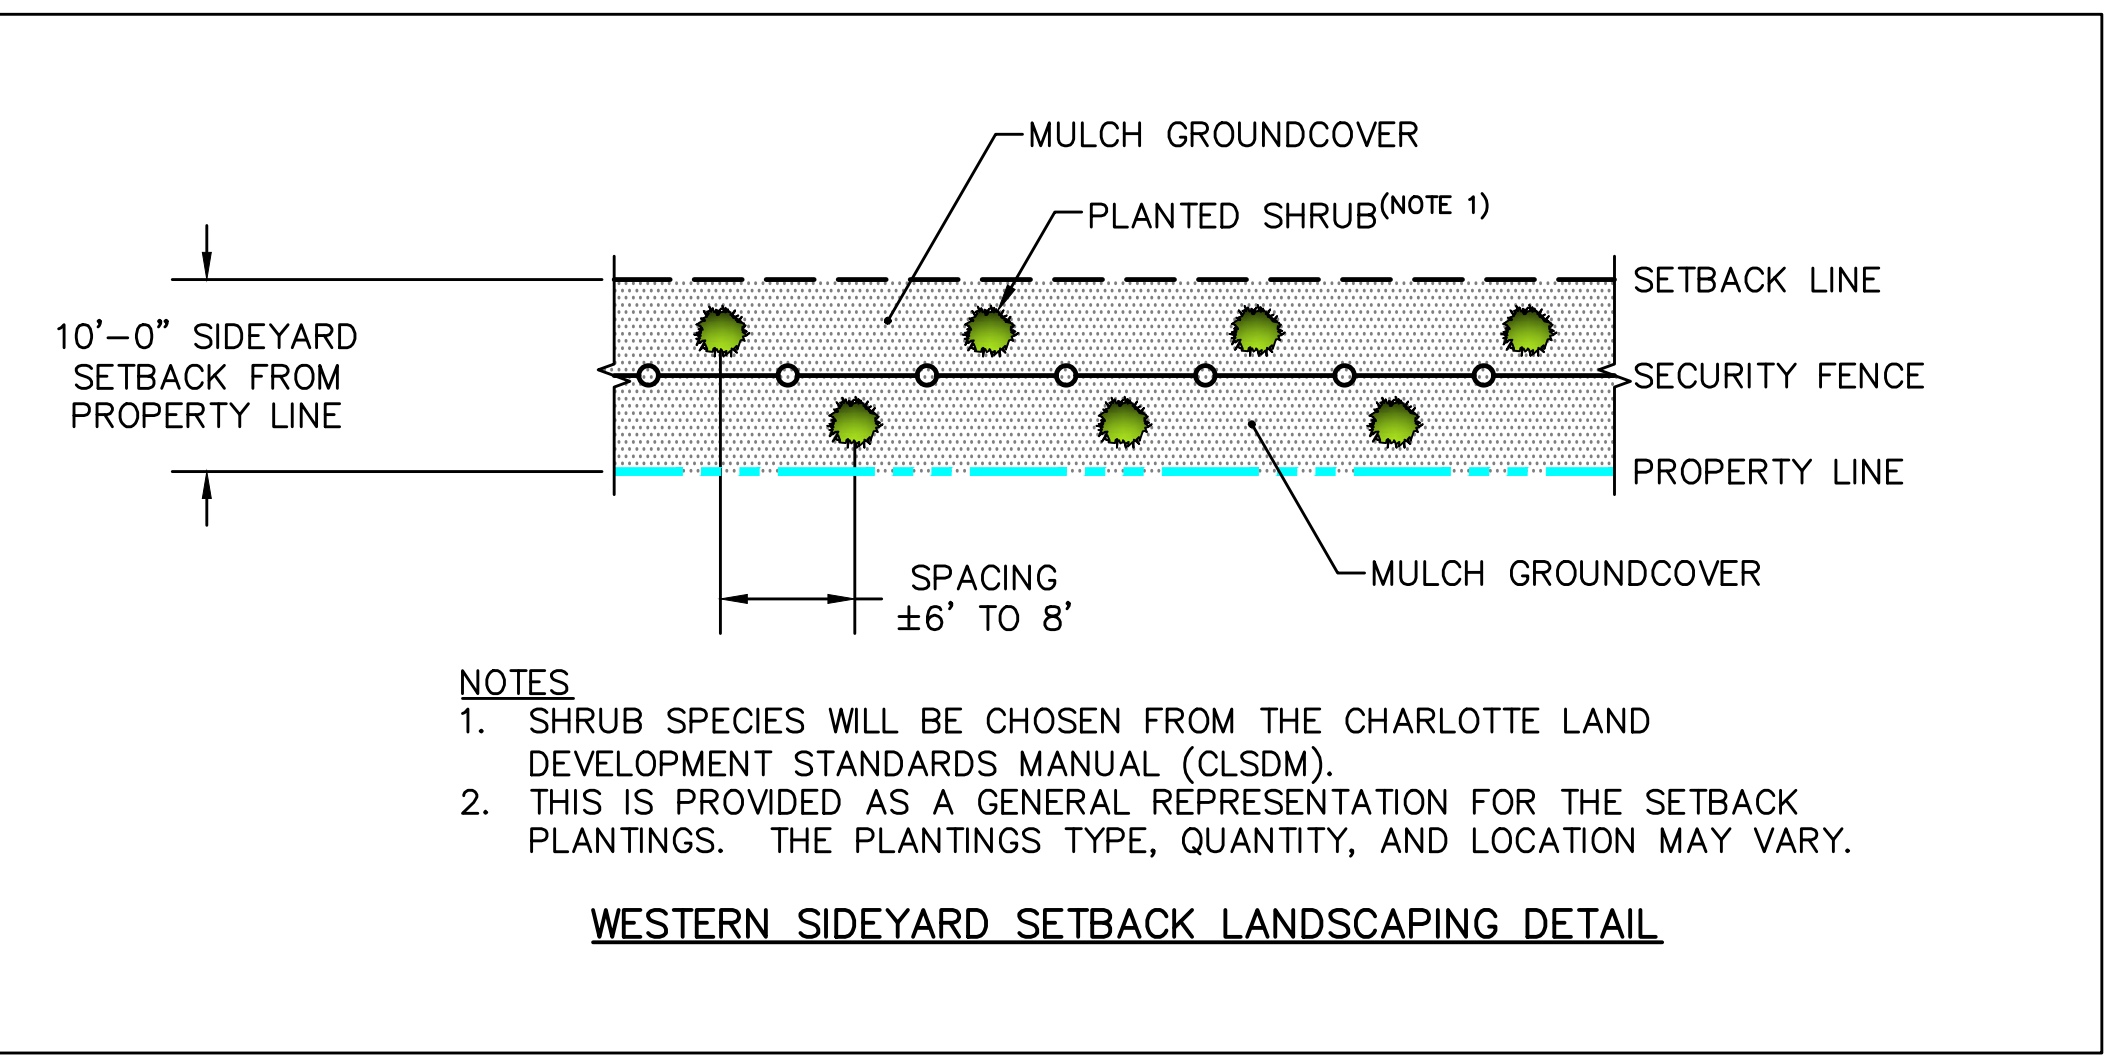 MULCH GROUNDCOVER
PLANTED SHRUB(NOTE 1)
SETBACK LINE
10'-0" SIDEYARD
SETBACK FROM
PROPERTY LINE
SECURITY FENCE
PROPERTY LINE
MULCH GROUNDCOVER
SPACING
±6' TO 8'
NOTES
1. SHRUB SPECIES WILL BE CHOSEN FROM THE CHARLOTTE LAND
DEVELOPMENT STANDARDS MANUAL (CLSDM).
2. THIS IS PROVIDED AS A GENERAL REPRESENTATION FOR THE SETBACK
PLANTINGS. THE PLANTINGS TYPE, QUANTITY, AND LOCATION MAY VARY.
WESTERN SIDEYARD SETBACK LANDSCAPING DETAIL